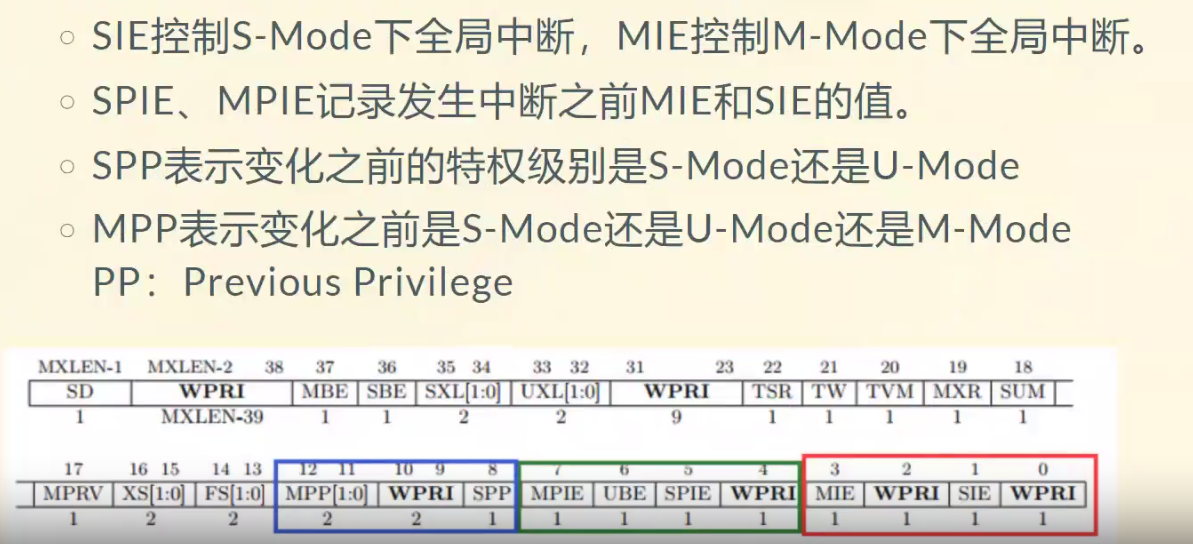 SIE控制S-Mode下全局中断，MIE控制M-Mode下全局中断。
SPIE、MPIE记录发生中断之前MIE和SIE的值。
SPP表示变化之前的特权级别是S-Mode还是U-Mode
MPP表示变化之前是S-Mode还是U-Mode还是M-Mode
PP：Previous Privilege
MXLEN-1 MXLEN-2 38 37 36 35 34 33 32 31 23 22 21 20 19 18
SD WPRI MBE SBE SXL[1:0] UXL[1:0] WPRI TSR TW TVM MXR SUM
1 MXLEN-39 1 1 2 2 9 1 1 1 1 1
17 16 15 14 13 12 11 10 9 8 7 6 5 4 3 2 1 0
MPRV XS[1:0] FS[1:0] MPP[1:0] WPRI SPP MPIE UBE SPIE WPRI MIE WPRI SIE WPRI
1 2 2 2 2 1 1 1 1 1 1 1 1 1